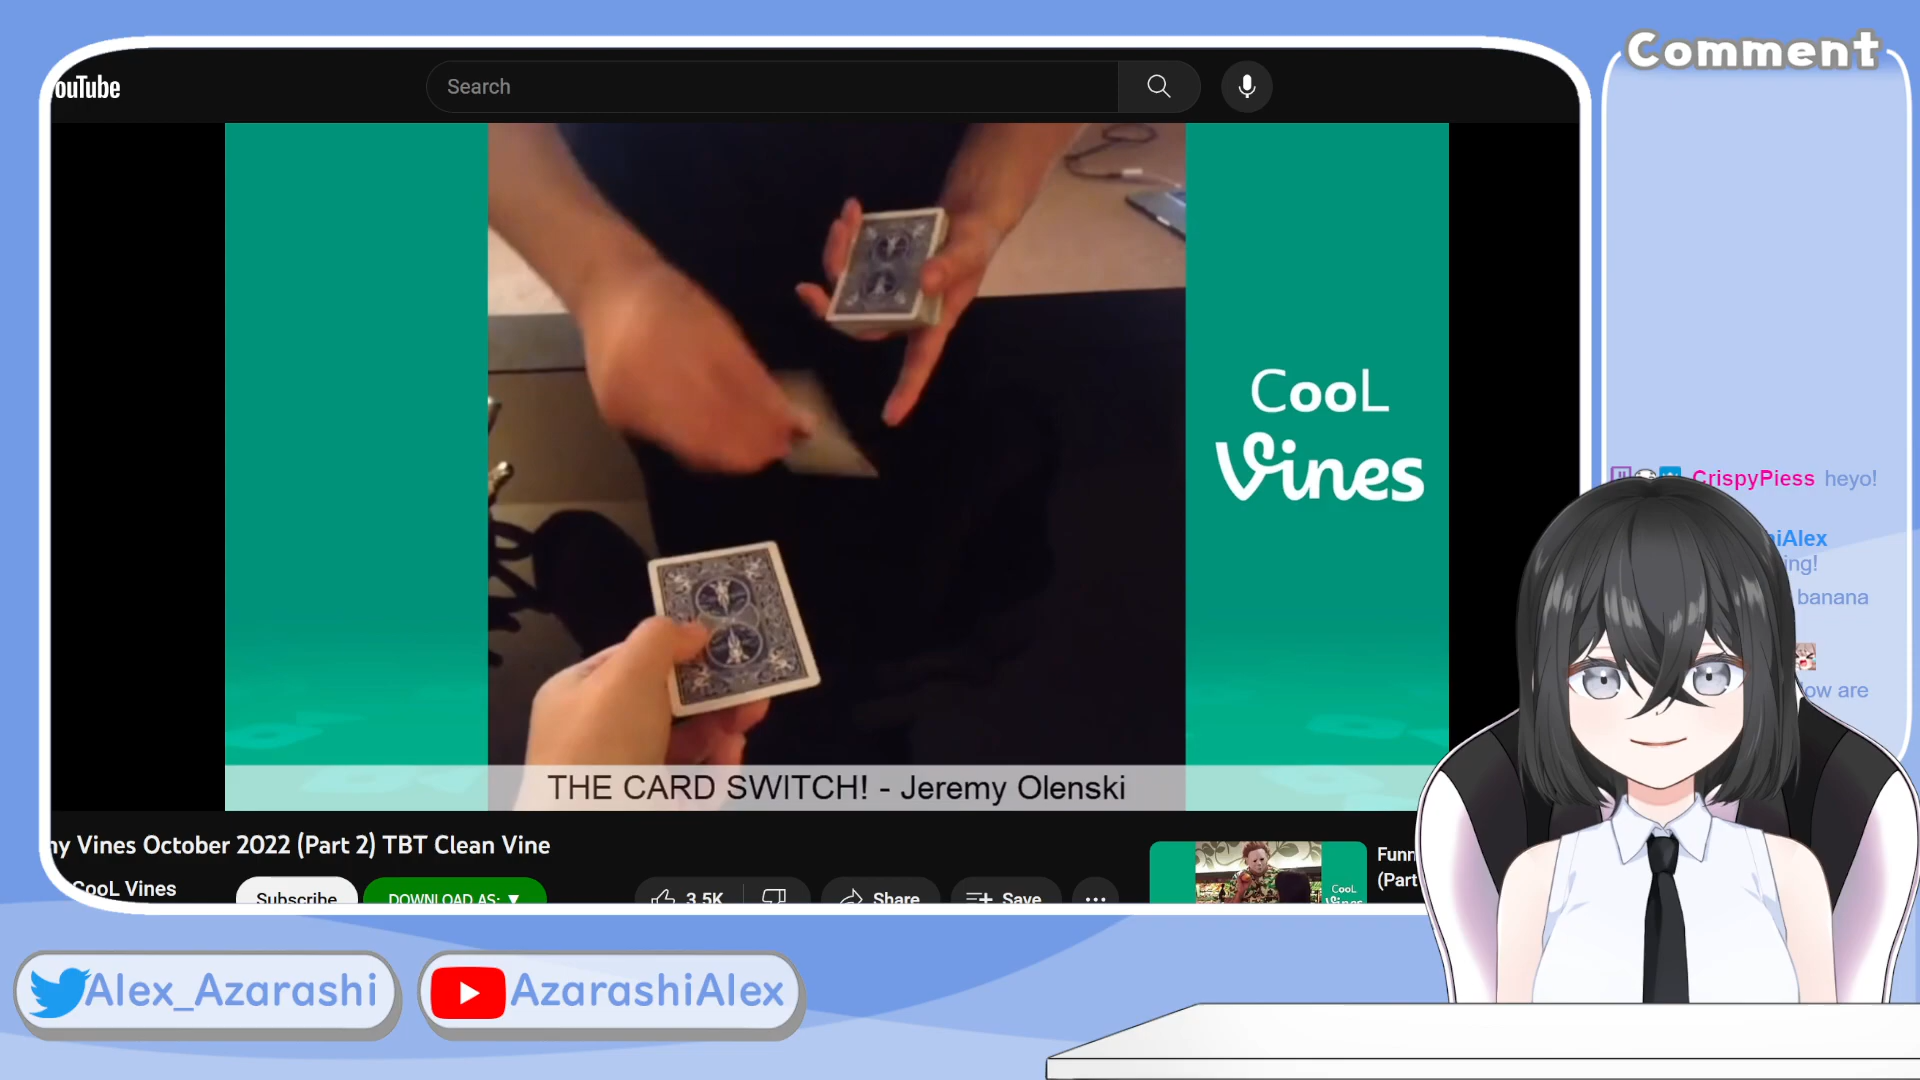 Comment
ouTube
Search
CooL
Vines
CrispyPiess heyo!
iAlex
ing!
banana
ow are
THE CARD SWITCH! - Jeremy Olenski
ny Vines October 2022 (Part 2) TBT Clean Vine
CooL Vines
Subscribe
DOWNLOAD AS: ▼
3.5K
Share
Save
Funn
(Part
CooL
Vines
Alex_Azarashi
AzarashiAlex